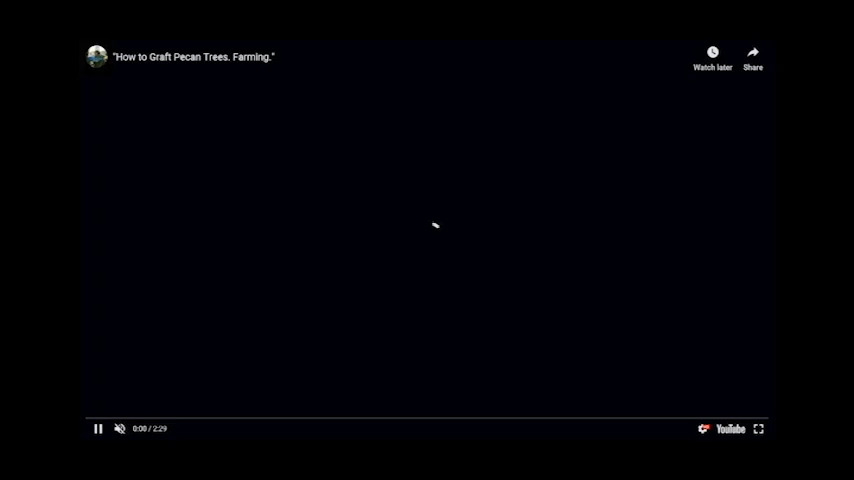 "How to Graft Pecan Trees. Farming."
Watch later
Share
0:00 / 2:29
YouTube